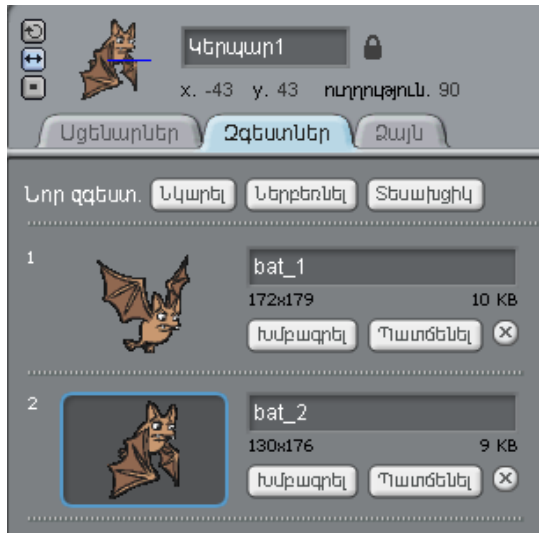 Կերպար1
x. -43 y. 43 ուղղություն. 90
Սցենարներ Զգեստներ Ձայն
Նոր զգեստ. Նկարել Ներբեռնել Տեսախցիկ
1
bat_1
172x179 10 KB
Խմբագրել Պատճենել
2
bat_2
130x176 9 KB
Խմբագրել Պատճենել